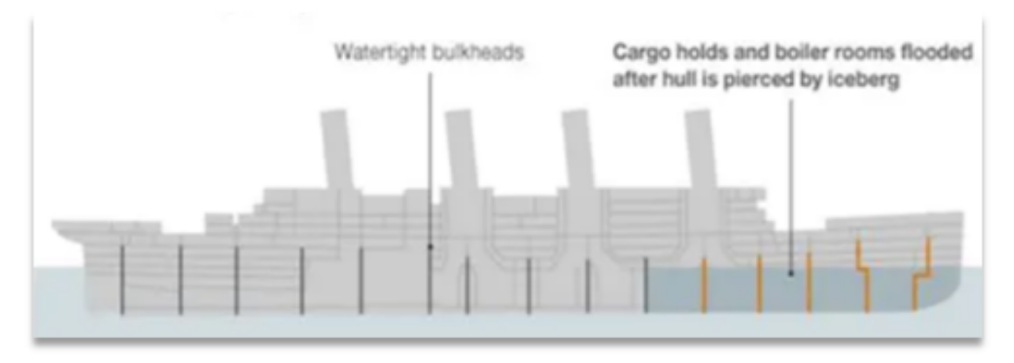 Watertight bulkheads
Cargo holds and boiler rooms flooded
after hull is pierced by iceberg